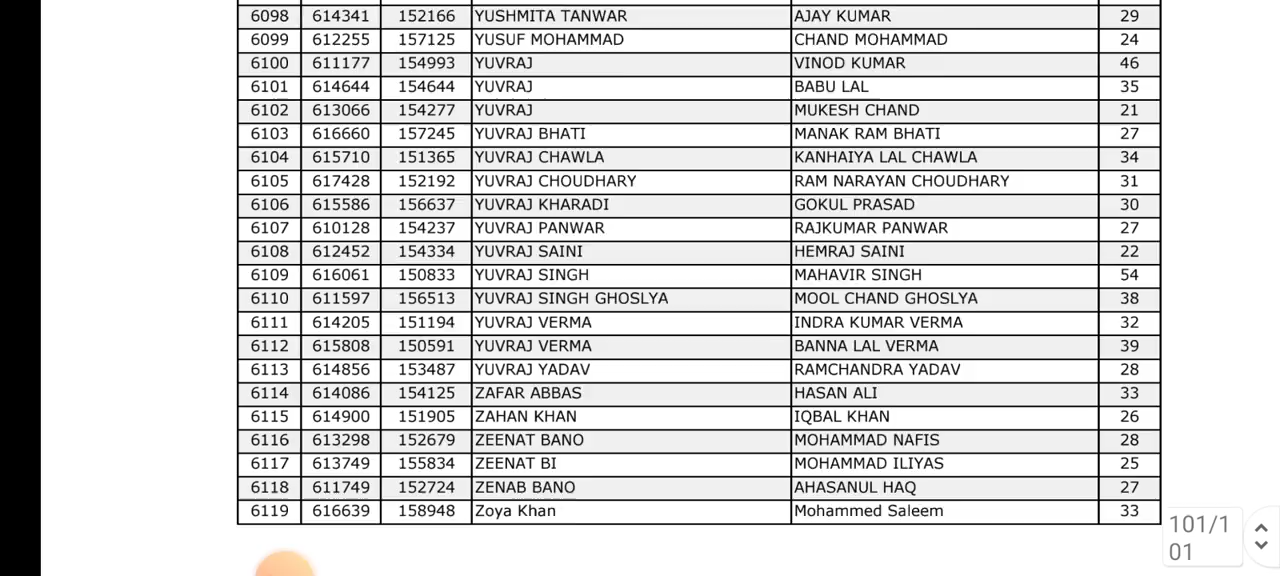 6098 614341 152166 YUSHMITA TANWAR AJAY KUMAR 29
6099 612255 157125 YUSUF MOHAMMAD CHAND MOHAMMAD 24
6100 611177 154993 YUVRAJ VINOD KUMAR 46
6101 614644 154644 YUVRAJ BABU LAL 35
6102 613066 154277 YUVRAJ MUKESH CHAND 21
6103 616660 157245 YUVRAJ BHATI MANAK RAM BHATI 27
6104 615710 151365 YUVRAJ CHAWLA KANHAIYA LAL CHAWLA 34
6105 617428 152192 YUVRAJ CHOUDHARY RAM NARAYAN CHOUDHARY 31
6106 615586 156637 YUVRAJ KHARADI GOKUL PRASAD 30
6107 610128 154237 YUVRAJ PANWAR RAJKUMAR PANWAR 27
6108 612452 154334 YUVRAJ SAINI HEMRAJ SAINI 22
6109 616061 150833 YUVRAJ SINGH MAHAVIR SINGH 54
6110 611597 156513 YUVRAJ SINGH GHOSLYA MOOL CHAND GHOSLYA 38
6111 614205 151194 YUVRAJ VERMA INDRA KUMAR VERMA 32
6112 615808 150591 YUVRAJ VERMA BANNA LAL VERMA 39
6113 614856 153487 YUVRAJ YADAV RAMCHANDRA YADAV 28
6114 614086 154125 ZAFAR ABBAS HASAN ALI 33
6115 614900 151905 ZAHAN KHAN IQBAL KHAN 26
6116 613298 152679 ZEENAT BANO MOHAMMAD NAFIS 28
6117 613749 155834 ZEENAT BI MOHAMMAD ILIYAS 25
6118 611749 152724 ZENAB BANO AHASANUL HAQ 27
6119 616639 158948 Zoya Khan Mohammed Saleem 33
101/1
01